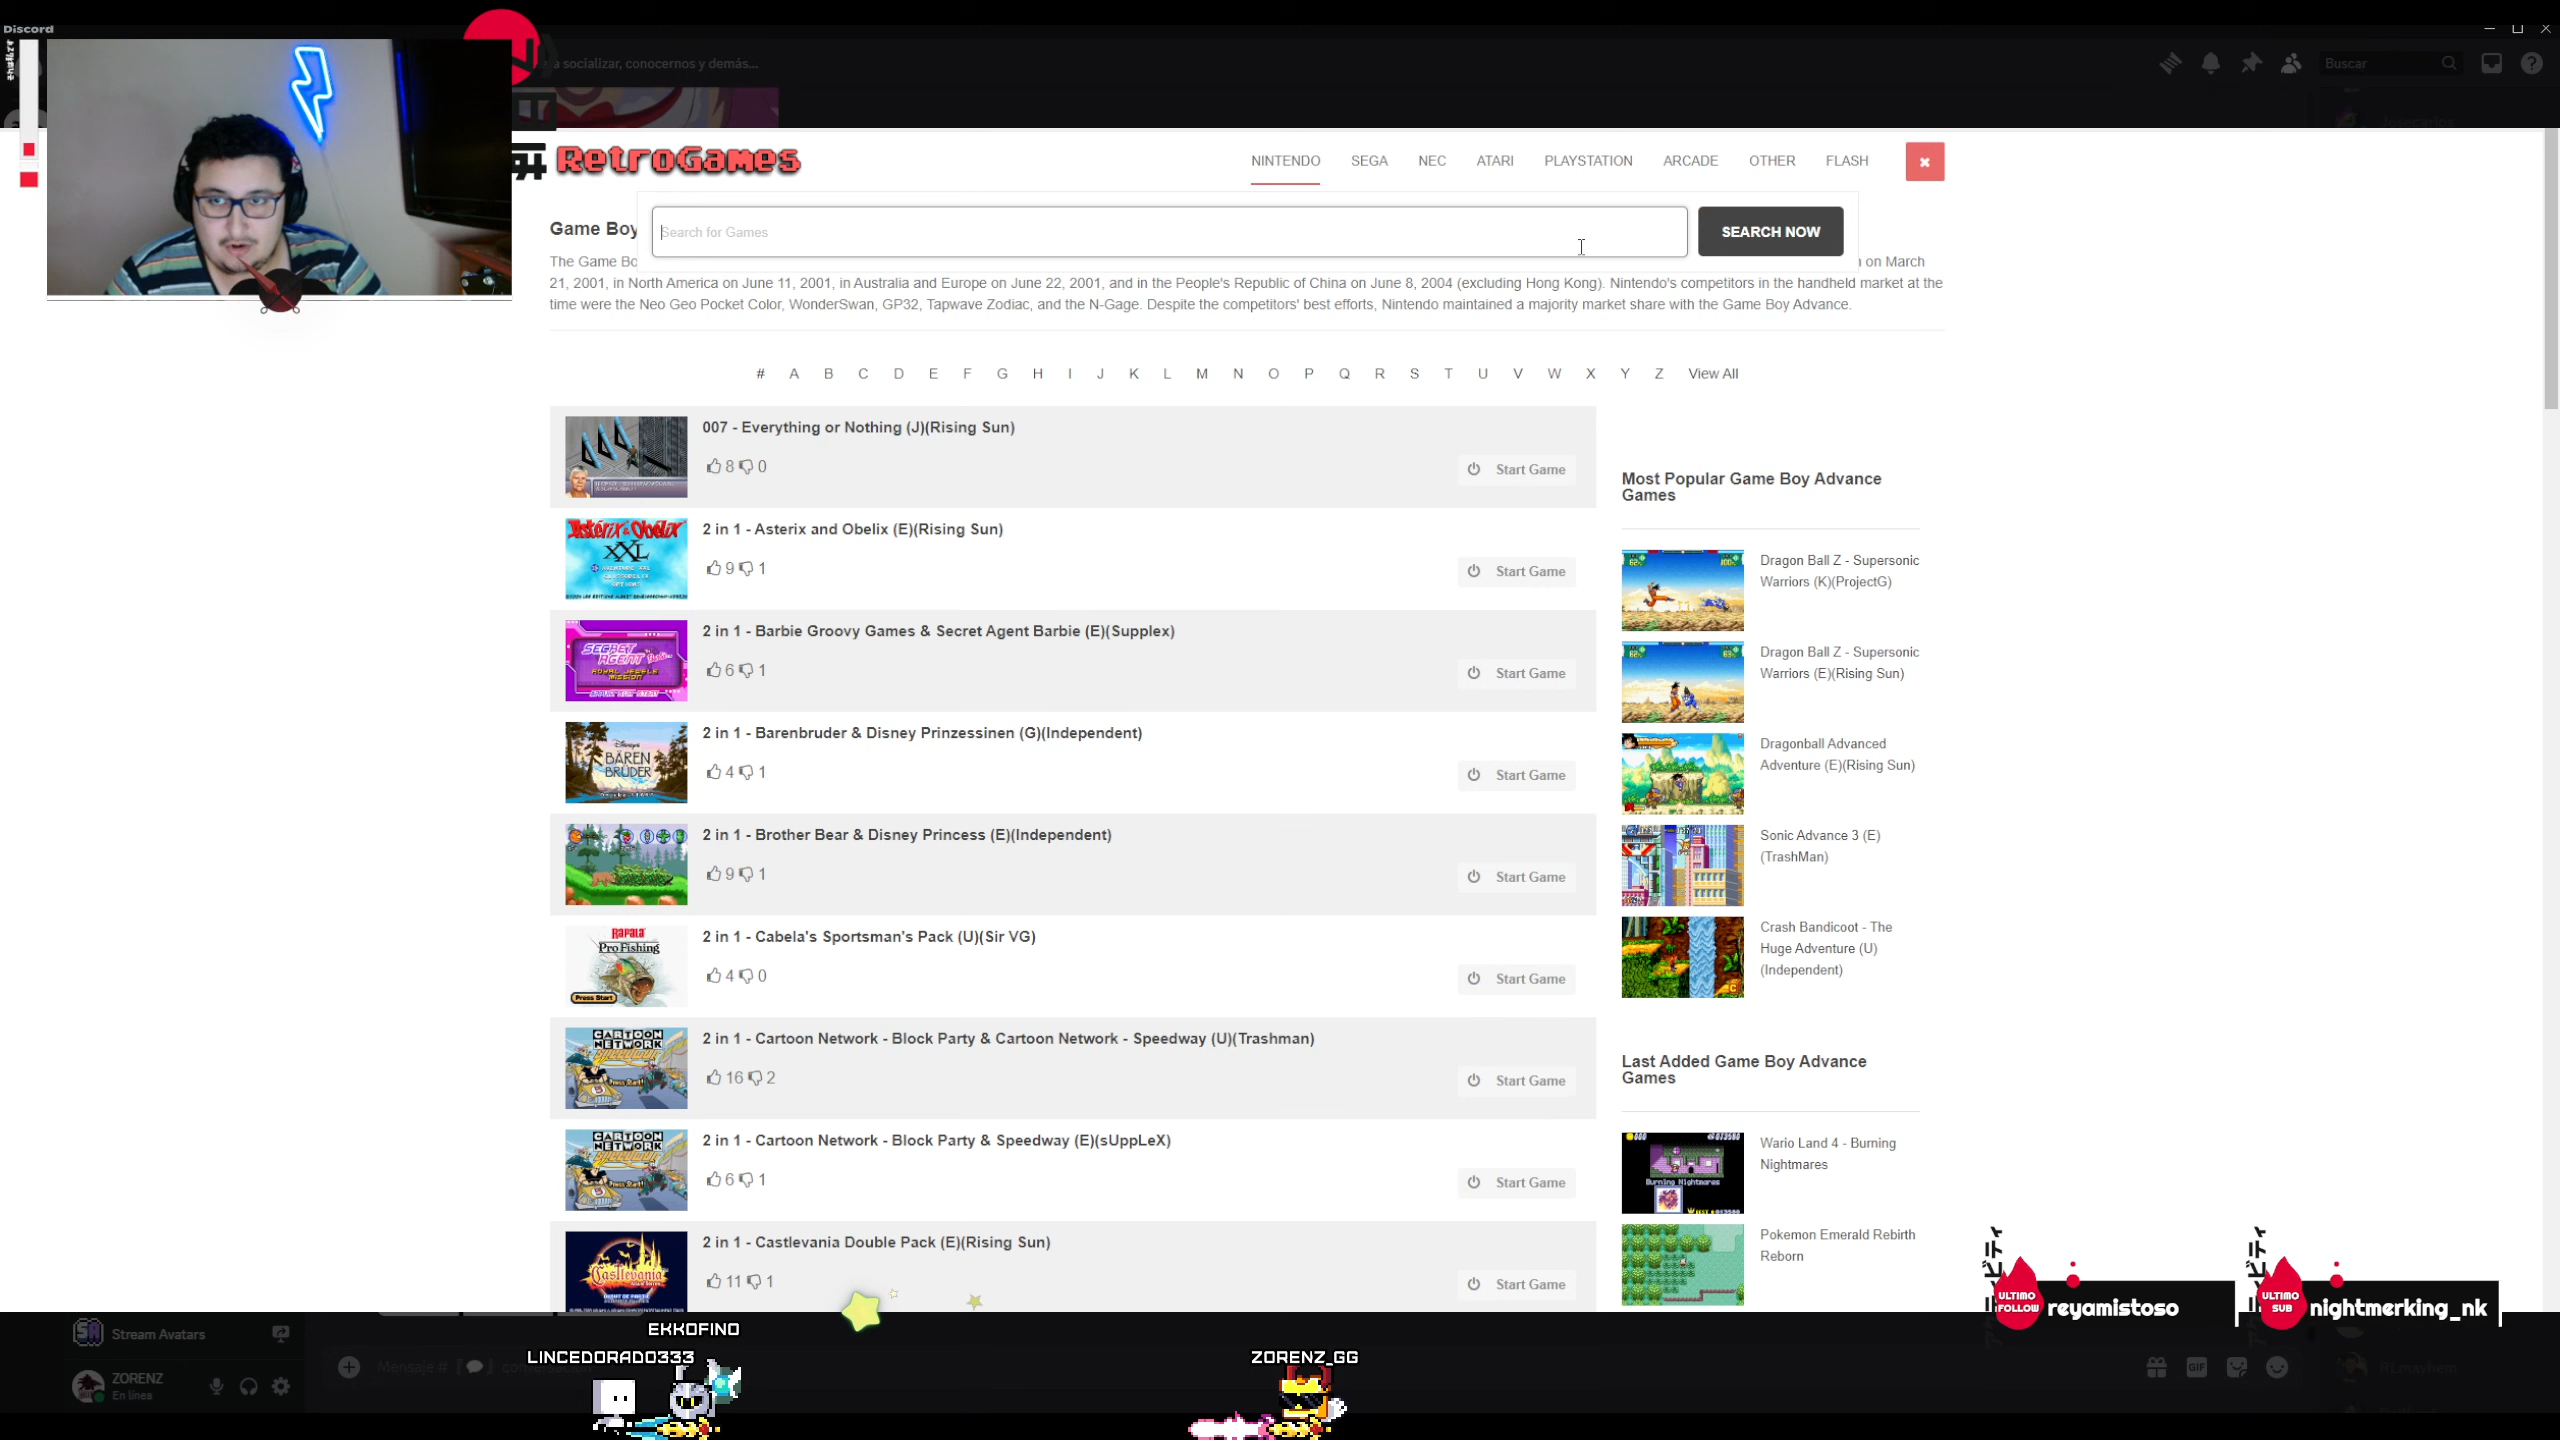 Discord
a socializar, conocernos y demás...
Buscar
RetroGames
NINTENDO
SEGA
NEC
ATARI
PLAYSTATION
ARCADE
OTHER
FLASH
Search for Games
SEARCH NOW
Game Boy
The Game Bo
on March
21, 2001, in North America on June 11, 2001, in Australia and Europe on June 22, 2001, and in the People's Republic of China on June 8, 2004 (excluding Hong Kong). Nintendo's competitors in the handheld market at the
time were the Neo Geo Pocket Color, WonderSwan, GP32, Tapwave Zodiac, and the N-Gage. Despite the competitors' best efforts, Nintendo maintained a majority market share with the Game Boy Advance.
# A B C D E F G H I J K L M N O P Q R S T U V W X Y Z View All
007 - Everything or Nothing (J)(Rising Sun)
8 0
Start Game
2 in 1 - Asterix and Obelix (E)(Rising Sun)
9 1
Start Game
2 in 1 - Barbie Groovy Games & Secret Agent Barbie (E)(Supplex)
6 1
Start Game
2 in 1 - Barenbruder & Disney Prinzessinen (G)(Independent)
4 1
Start Game
2 in 1 - Brother Bear & Disney Princess (E)(Independent)
9 1
Start Game
2 in 1 - Cabela's Sportsman's Pack (U)(Sir VG)
4 0
Start Game
2 in 1 - Cartoon Network - Block Party & Cartoon Network - Speedway (U)(Trashman)
16 2
Start Game
2 in 1 - Cartoon Network - Block Party & Speedway (E)(sUppLeX)
6 1
Start Game
2 in 1 - Castlevania Double Pack (E)(Rising Sun)
11 1
Start Game
Most Popular Game Boy Advance
Games
Dragon Ball Z - Supersonic
Warriors (K)(ProjectG)
Dragon Ball Z - Supersonic
Warriors (E)(Rising Sun)
Dragonball Advanced
Adventure (E)(Rising Sun)
Sonic Advance 3 (E)
(TrashMan)
Crash Bandicoot - The
Huge Adventure (U)
(Independent)
Last Added Game Boy Advance
Games
Wario Land 4 - Burning
Nightmares
Pokemon Emerald Rebirth
Reborn
ULTIMO
FOLLOW
reyamistoso
ULTIMO
SUB
nightmerking_nk
Stream Avatars
ZORENZ
En línea
EKKOFINO
LINCEDORADO333
ZORENZ_GG
GIF